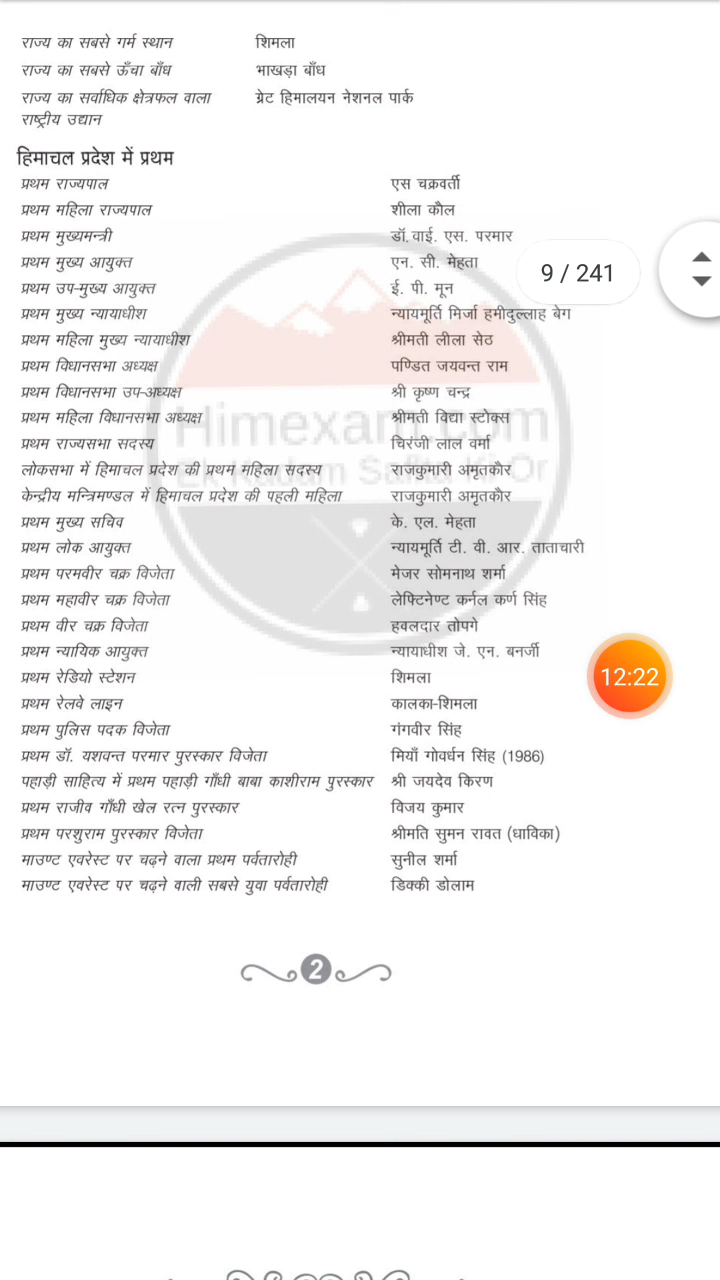 राज्य का सबसे गर्म स्थान शिमला
राज्य का सबसे ऊँचा बाँध भाखड़ा बाँध
राज्य का सर्वाधिक क्षेत्रफल वाला ग्रेट हिमालयन नेशनल पार्क
राष्ट्रीय उद्यान
हिमाचल प्रदेश में प्रथम
प्रथम राज्यपाल एस चक्रवर्ती
प्रथम महिला राज्यपाल शीला कौल
प्रथम मुख्यमन्त्री डॉ. वाई. एस. परमार
प्रथम मुख्य आयुक्त एन. सी. मेहता
9 / 241
प्रथम उप-मुख्य आयुक्त ई. पी. मून
प्रथम मुख्य न्यायाधीश न्यायमूर्ति मिर्जा हमीदुल्लाह बेग
प्रथम महिला मुख्य न्यायाधीश श्रीमती लीला सेठ
प्रथम विधानसभा अध्यक्ष पण्डित जयवन्त राम
प्रथम विधानसभा उप-अध्यक्ष श्री कृष्ण चन्द्र
प्रथम महिला विधानसभा अध्यक्ष श्रीमती विद्या स्टोक्स
Himexam.com
प्रथम राज्यसभा सदस्य चिरंजी लाल वर्मा
लोकसभा में हिमाचल प्रदेश की प्रथम महिला सदस्य राजकुमारी अमृतकौर
Ek Kadam Saflta Ki Or
केन्द्रीय मन्त्रिमण्डल में हिमाचल प्रदेश की पहली महिला राजकुमारी अमृतकौर
प्रथम मुख्य सचिव के. एल. मेहता
प्रथम लोक आयुक्त न्यायमूर्ति टी. वी. आर. ताताचारी
प्रथम परमवीर चक्र विजेता मेजर सोमनाथ शर्मा
प्रथम महावीर चक्र विजेता लेफ्टिनेण्ट कर्नल कर्ण सिंह
प्रथम वीर चक्र विजेता हवलदार तोपगे
प्रथम न्यायिक आयुक्त न्यायाधीश जे. एन. बनर्जी
प्रथम रेडियो स्टेशन शिमला
12:22
प्रथम रेलवे लाइन कालका-शिमला
प्रथम पुलिस पदक विजेता गंगवीर सिंह
प्रथम डॉ. यशवन्त परमार पुरस्कार विजेता मियाँ गोवर्धन सिंह (1986)
पहाड़ी साहित्य में प्रथम पहाड़ी गाँधी बाबा काशीराम पुरस्कार श्री जयदेव किरण
प्रथम राजीव गाँधी खेल रत्न पुरस्कार विजय कुमार
प्रथम परशुराम पुरस्कार विजेता श्रीमति सुमन रावत (धाविका)
माउण्ट एवरेस्ट पर चढ़ने वाला प्रथम पर्वतारोही सुनील शर्मा
माउण्ट एवरेस्ट पर चढ़ने वाली सबसे युवा पर्वतारोही डिक्की डोलाम
2